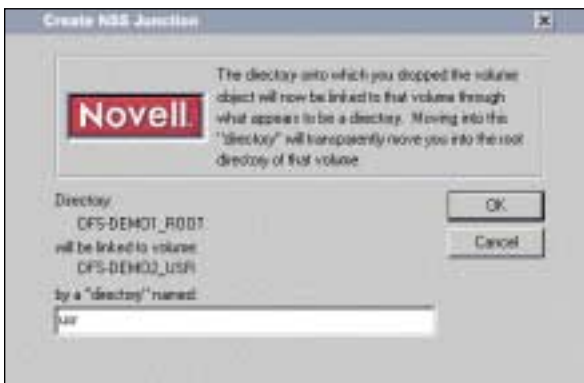 Create NSS Junction
Novell
The directory onto which you dropped the volume
object will now be linked to that volume through
what appears to be a directory. Moving into this
"directory" will transparently move you into the root
directory of that volume
Directory
DFS-DEMO1_ROOT
will be linked to volume:
DFS-DEMO2_USR
by a "directory" named:
usr
OK
Cancel